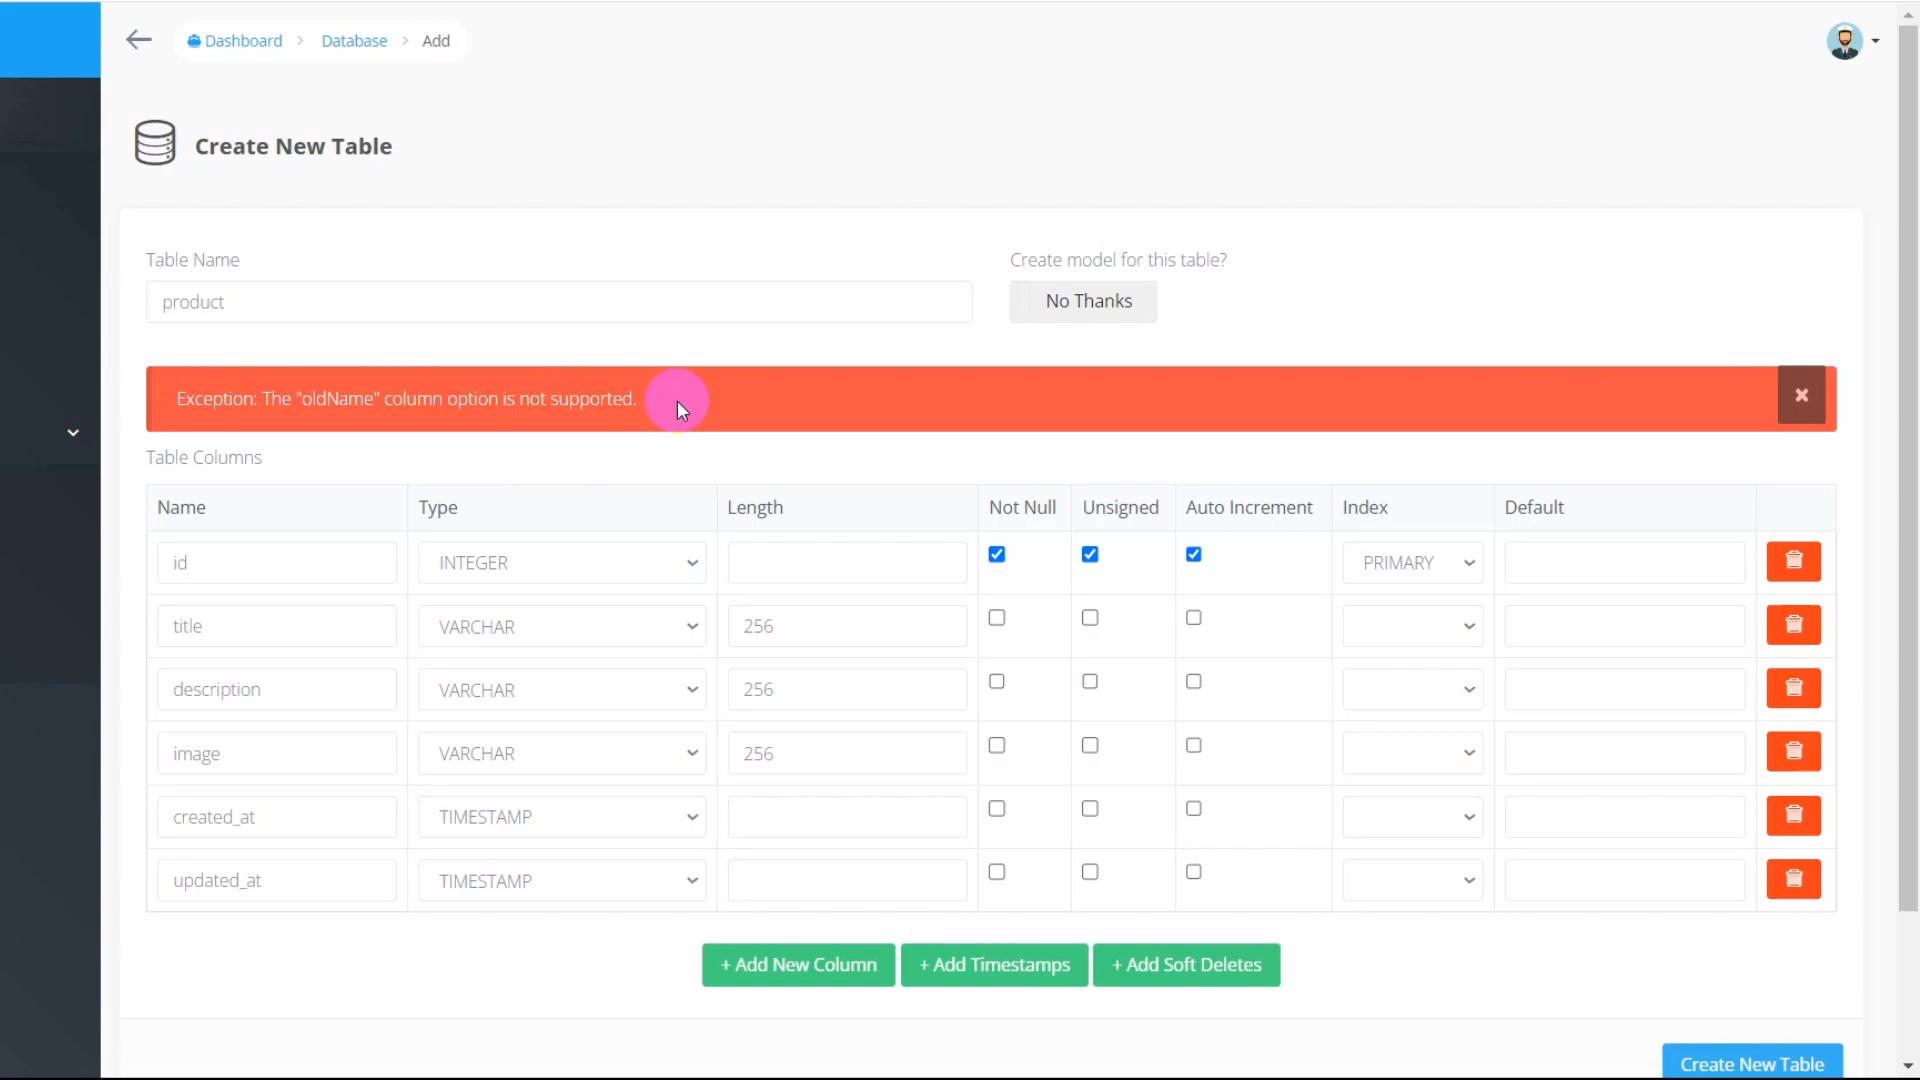 Dashboard > Database > Add
Create New Table
Table Name
Create model for this table?
product
No Thanks
Exception: The "oldName" column option is not supported.
Table Columns
Name Type Length Not Null Unsigned Auto Increment Index Default
id INTEGER PRIMARY
title VARCHAR 256
description VARCHAR 256
image VARCHAR 256
created_at TIMESTAMP
updated_at TIMESTAMP
+ Add New Column + Add Timestamps + Add Soft Deletes
Create New Table